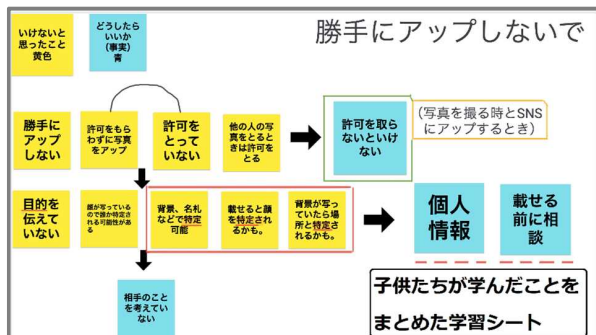 勝手にアップしないで
いけないと
思ったこと
黄色
どうしたら
いいか
(事実)
青
勝手に
アップ
しない
許可をもら
わずに写真
をアップ
許可を
とって
いない
他の人の写
真をとると
きは許可を
とる
許可を取ら
ないといけ
ない
(写真を撮る時とSNS
にアップするとき)
目的を
伝えて
いない
顔が写っている
ので誰か特定され
る可能性があ
る
背景、名札
などで特定
可能
載せると顔
を特定され
るかも。
背景が写っ
ていたら場
所と特定さ
れるかも。
個人
情報
載せる
前に相
談
相手のこと
を考えてい
ない
子供たちが学んだことを
まとめた学習シート